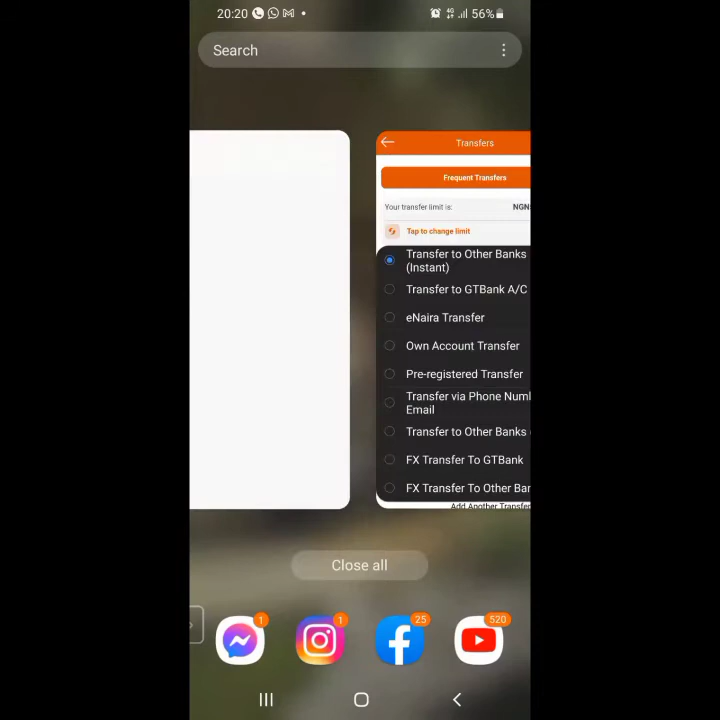 20:20
4G
56%
Search
Transfers
Frequent Transfers
Your transfer limit is:
NGN
Tap to change limit
Transfer to Other Banks
(Instant)
Transfer to GTBank A/C
eNaira Transfer
Own Account Transfer
Pre-registered Transfer
Transfer via Phone Num
Email
Transfer to Other Banks
FX Transfer To GTBank
FX Transfer To Other Ban
Add Another Transfer
Close all
1
1
25
520